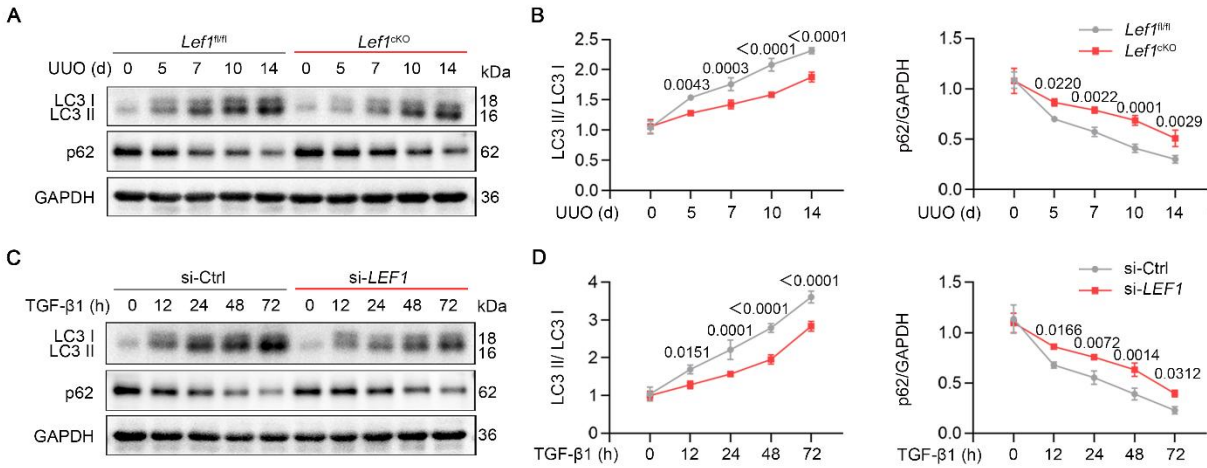 A
Lef1fl/fl Lef1cKO
UUO (d) 0 5 7 10 14 0 5 7 10 14 kDa
LC3 I 18
LC3 II 16
p62 62
GAPDH 36
B
LC3 II/ LC3 I
2.5
2.0
1.5
1.0
0.5
0.0
0.0043 0.0003 <0.0001 <0.0001
UUO (d) 0 5 7 10 14
p62/GAPDH
1.5
1.0
0.5
0.0
Lef1fl/fl
Lef1cKO
0.0220 0.0022 0.0001 0.0029
UUO (d) 0 5 7 10 14
C
si-Ctrl si-LEF1
TGF-β1 (h) 0 12 24 48 72 0 12 24 48 72 kDa
LC3 I 18
LC3 II 16
p62 62
GAPDH 36
D
LC3 II/ LC3 I
4
3
2
1
0
0.0151 0.0001 <0.0001 <0.0001
TGF-β1 (h) 0 12 24 48 72
p62/GAPDH
1.5
1.0
0.5
0.0
si-Ctrl
si-LEF1
0.0166 0.0072 0.0014 0.0312
TGF-β1 (h) 0 12 24 48 72